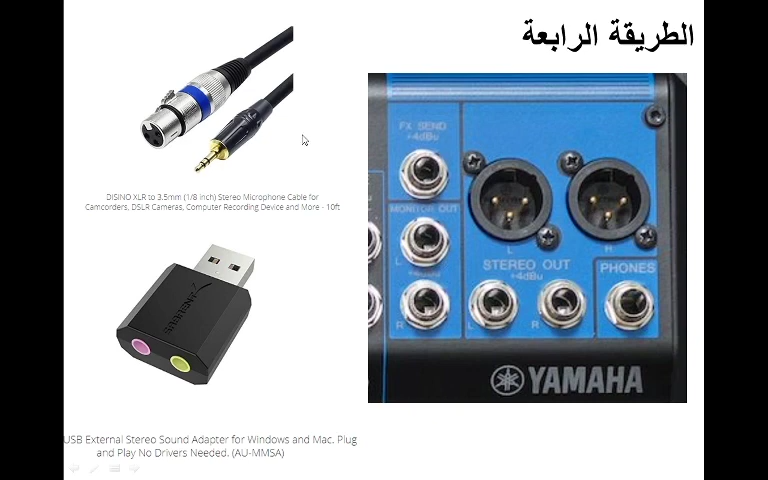 الطريقة الرابعة
DISINO XLR to 3.5mm (1/8 inch) Stereo Microphone Cable for
Camcorders, DSLR Cameras, Computer Recording Device and More - 10ft
FX SEND
+4dBu
MONITOR OUT
L
+4dBu
R
L
R
STEREO OUT
+4dBu
L
R
PHONES
YAMAHA
SABRENT
USB External Stereo Sound Adapter for Windows and Mac. Plug
and Play No Drivers Needed. (AU-MMSA)